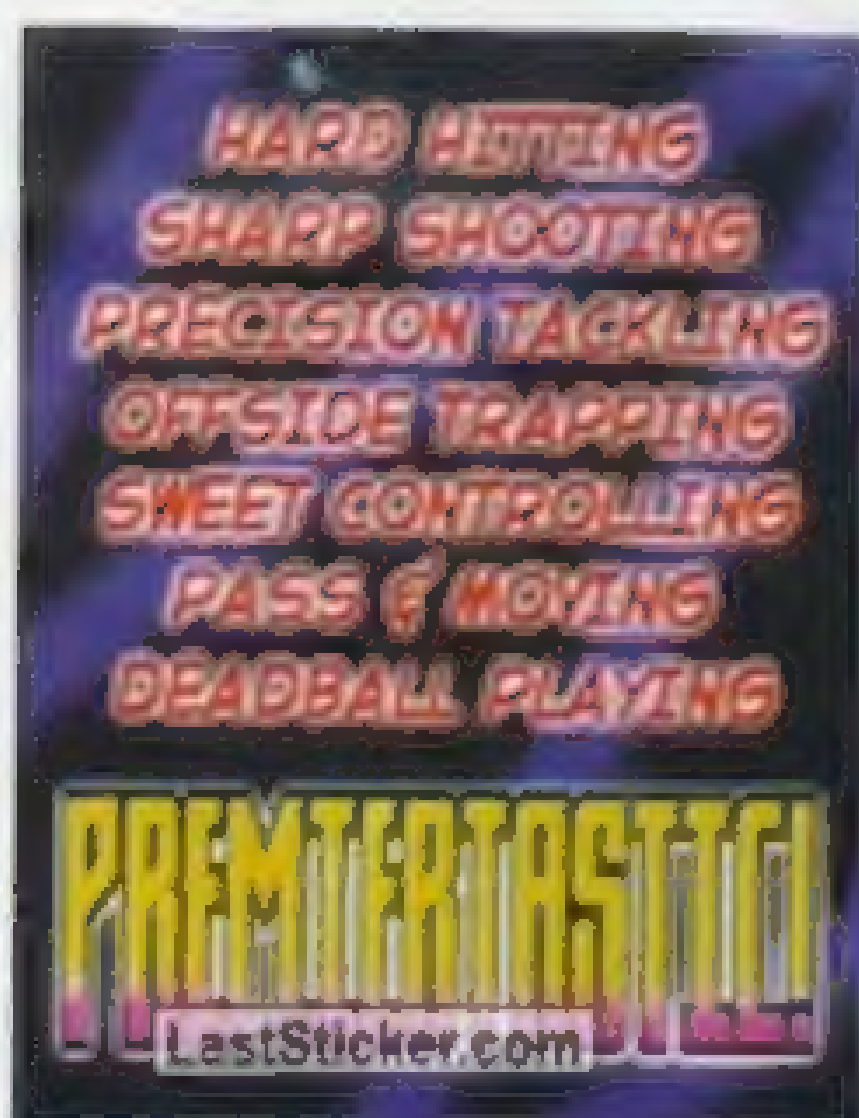 HARD HITTING
SHARP SHOOTING
PRECISION TACKLING
OFFSIDE TRAPPING
SWEET CONTROLLING
PASS & MOVING
DEADBALL PLAYING
PREMIERTASTIC!
LastSticker.com